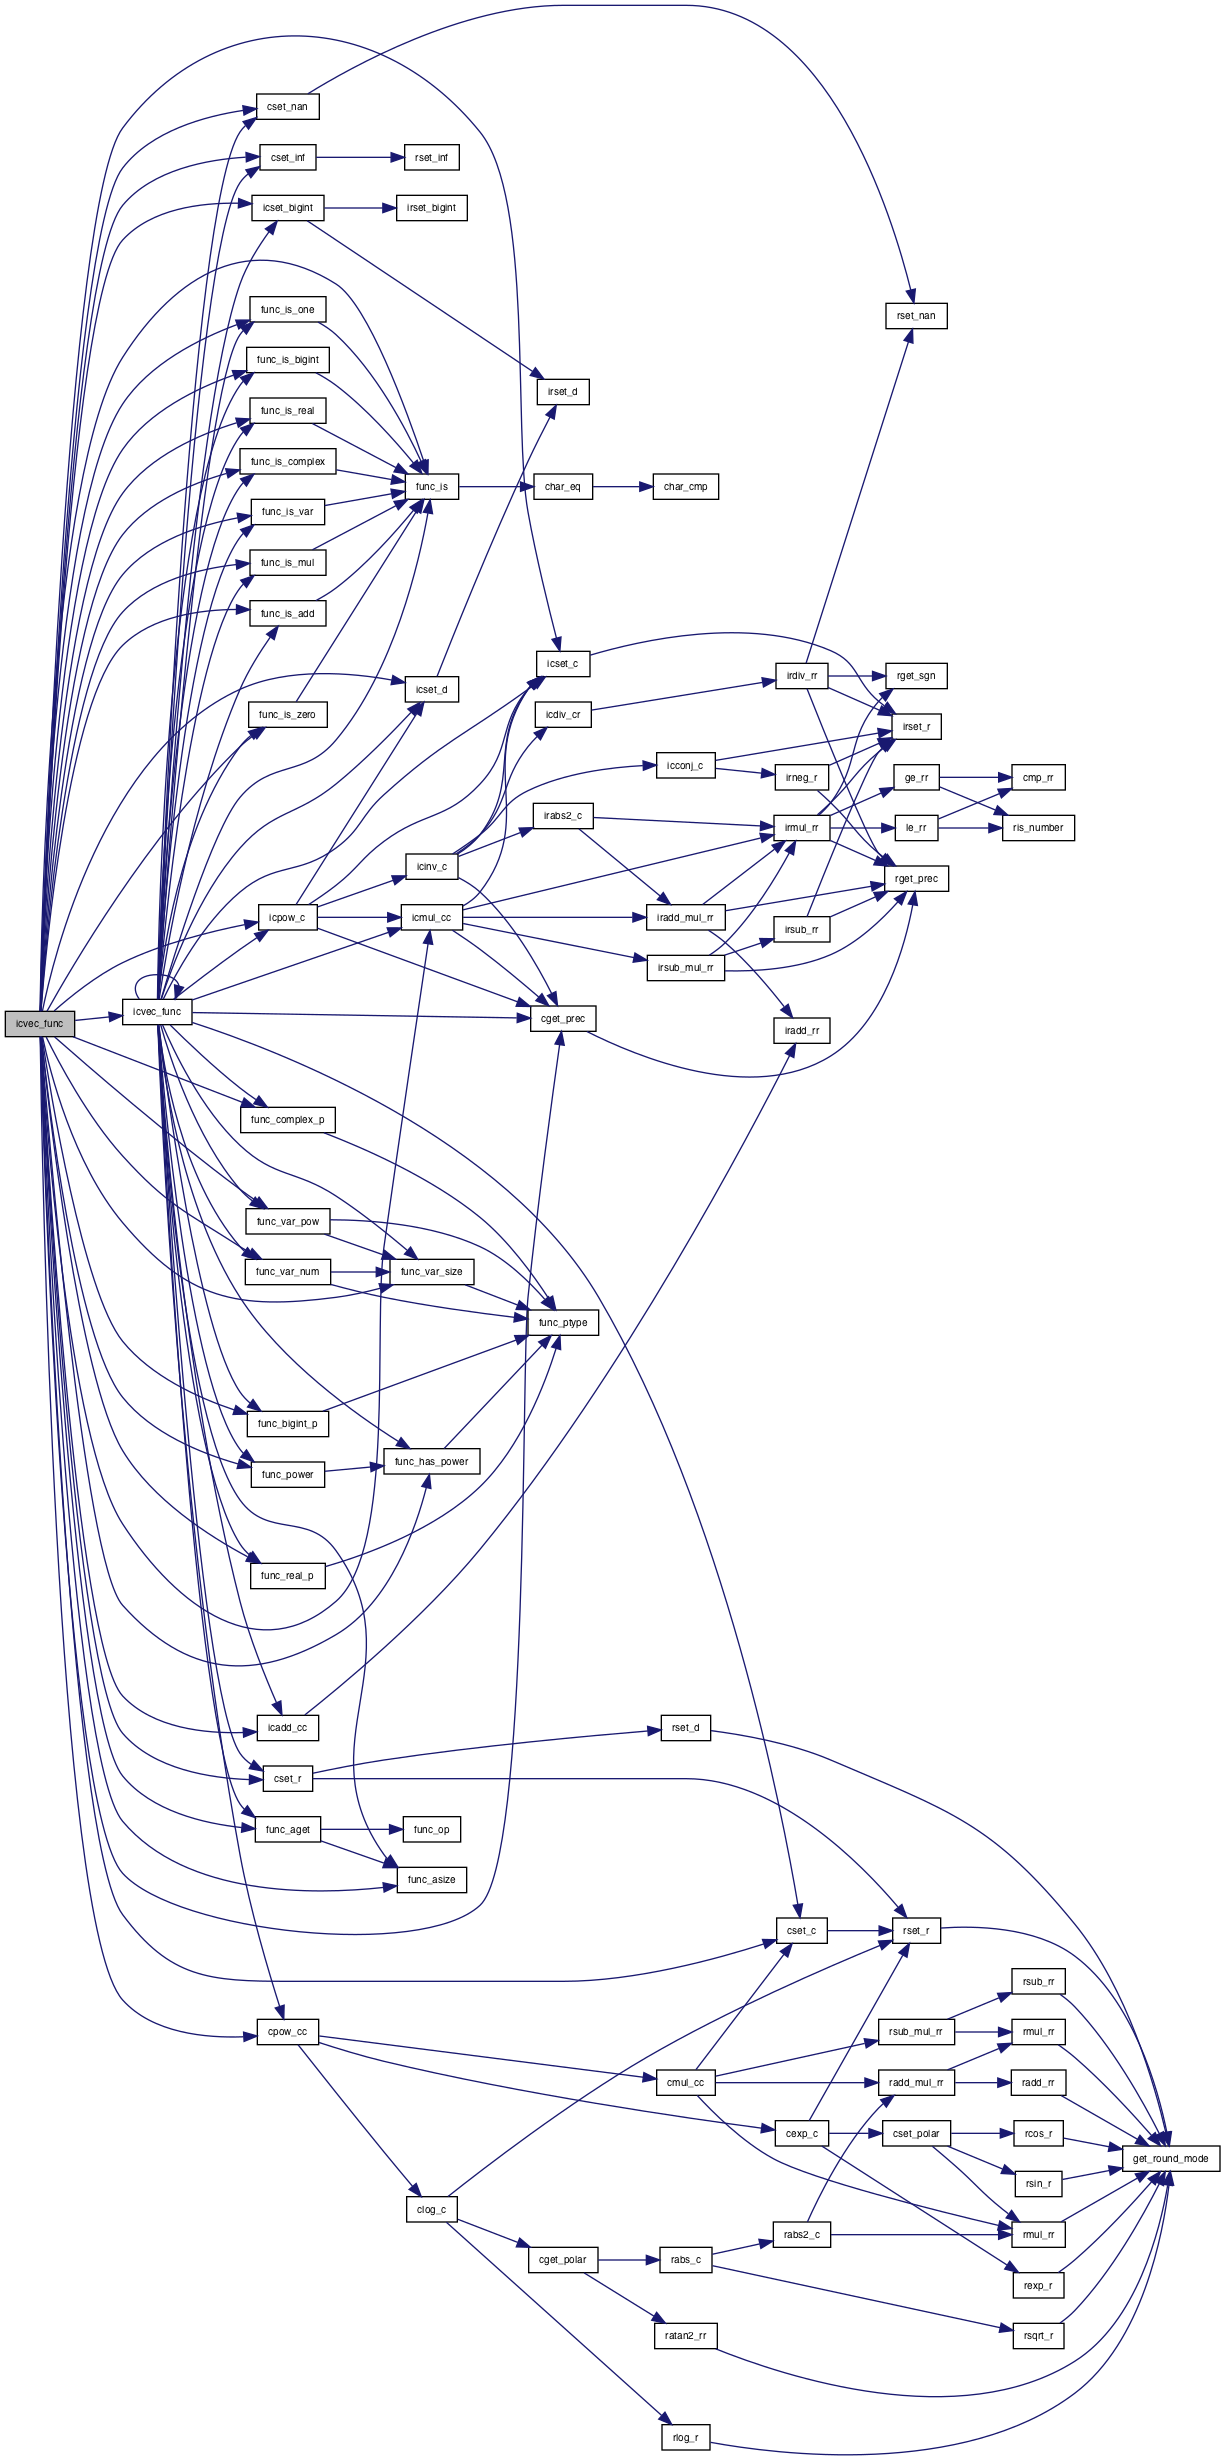 cset_nan
cset_inf
rset_inf
icset_bigint
irset_bigint
func_is_one
rset_nan
func_is_bigint
irset_d
func_is_real
func_is_complex
func_is
char_eq
char_cmp
func_is_var
func_is_mul
func_is_add
icset_c
irdiv_rr
rget_sgn
icset_d
func_is_zero
icdiv_cr
irset_r
icconj_c
irneg_r
ge_rr
cmp_rr
irabs2_c
irmul_rr
le_rr
ris_number
icinv_c
rget_prec
icpow_c
icmul_cc
iradd_mul_rr
irsub_rr
irsub_mul_rr
icvec_func
icvec_func
cget_prec
iradd_rr
func_complex_p
func_var_pow
func_var_num
func_var_size
func_ptype
func_bigint_p
func_power
func_has_power
func_real_p
icadd_cc
rset_d
cset_r
func_aget
func_op
func_asize
cset_c
rset_r
rsub_rr
cpow_cc
rsub_mul_rr
rmul_rr
cmul_cc
radd_mul_rr
radd_rr
cexp_c
cset_polar
rcos_r
get_round_mode
rsin_r
clog_c
rabs2_c
rmul_rr
cget_polar
rabs_c
rexp_r
ratan2_rr
rsqrt_r
rlog_r